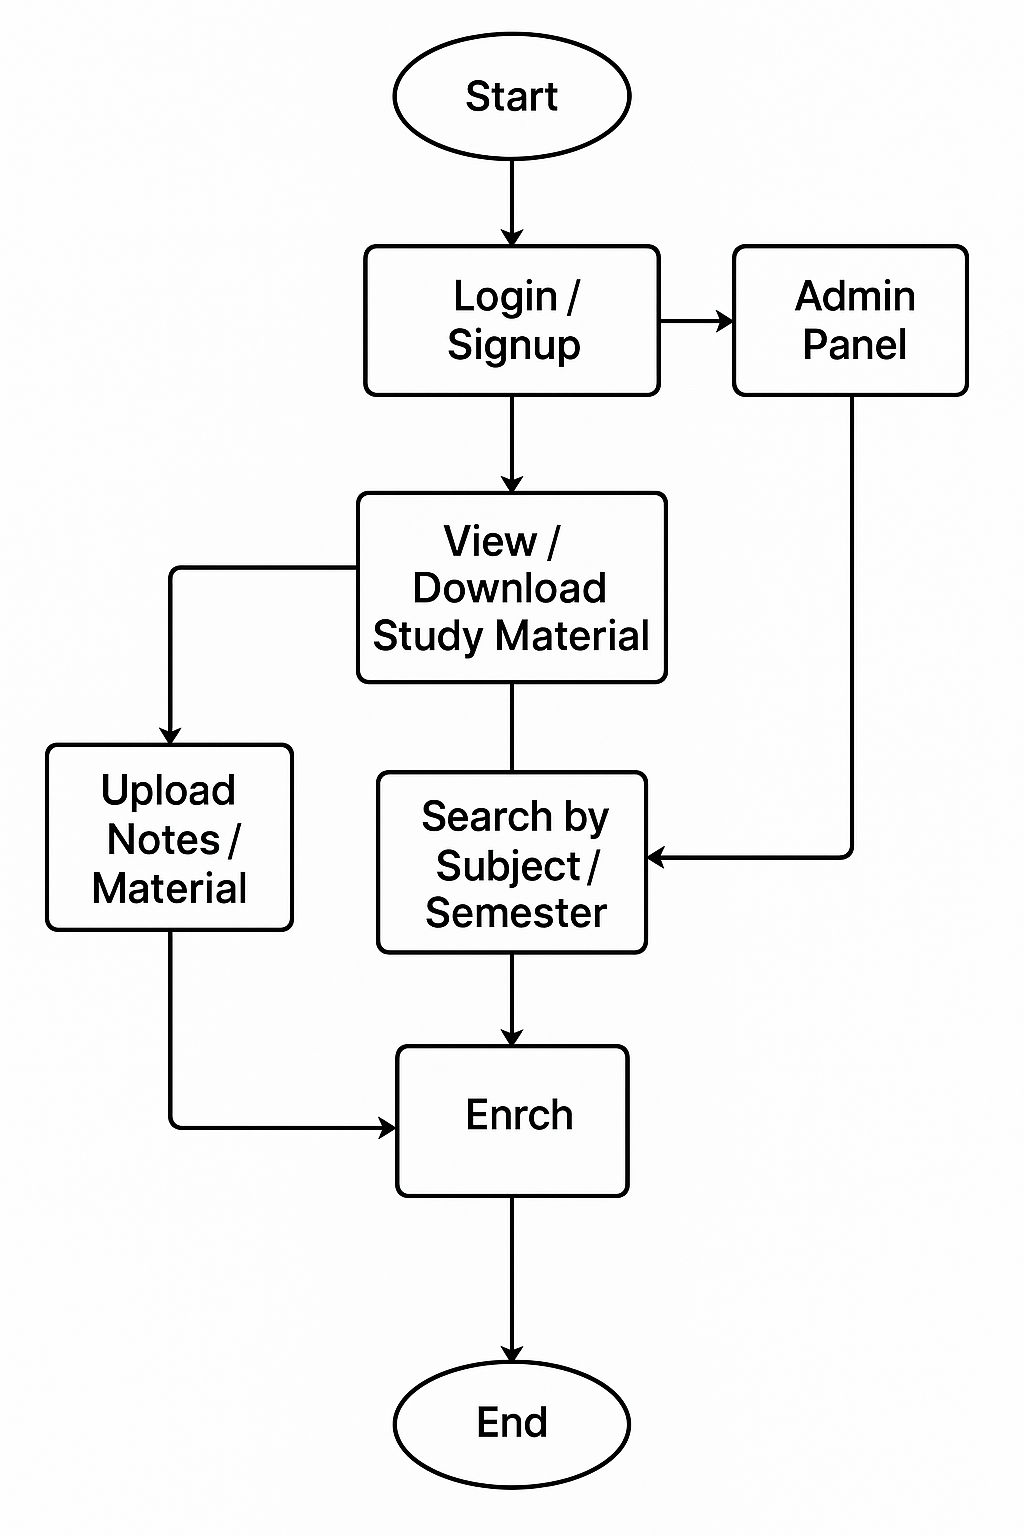 Start
Login /
Signup
Admin
Panel
View /
Download
Study Material
Upload
Notes /
Material
Search by
Subject /
Semester
Enrch
End